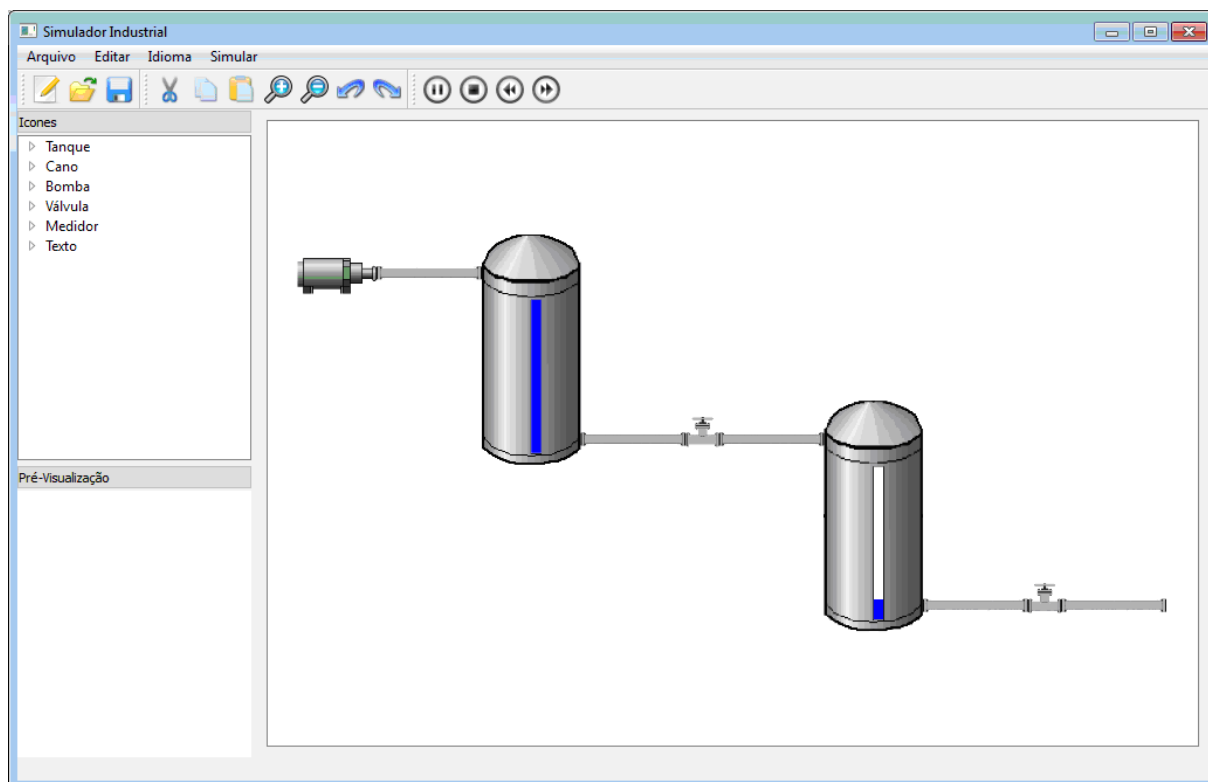 Simulador Industrial
Arquivo Editar Idioma Simular
Icones
Tanque
Cano
Bomba
Válvula
Medidor
Texto
Pré-Visualização